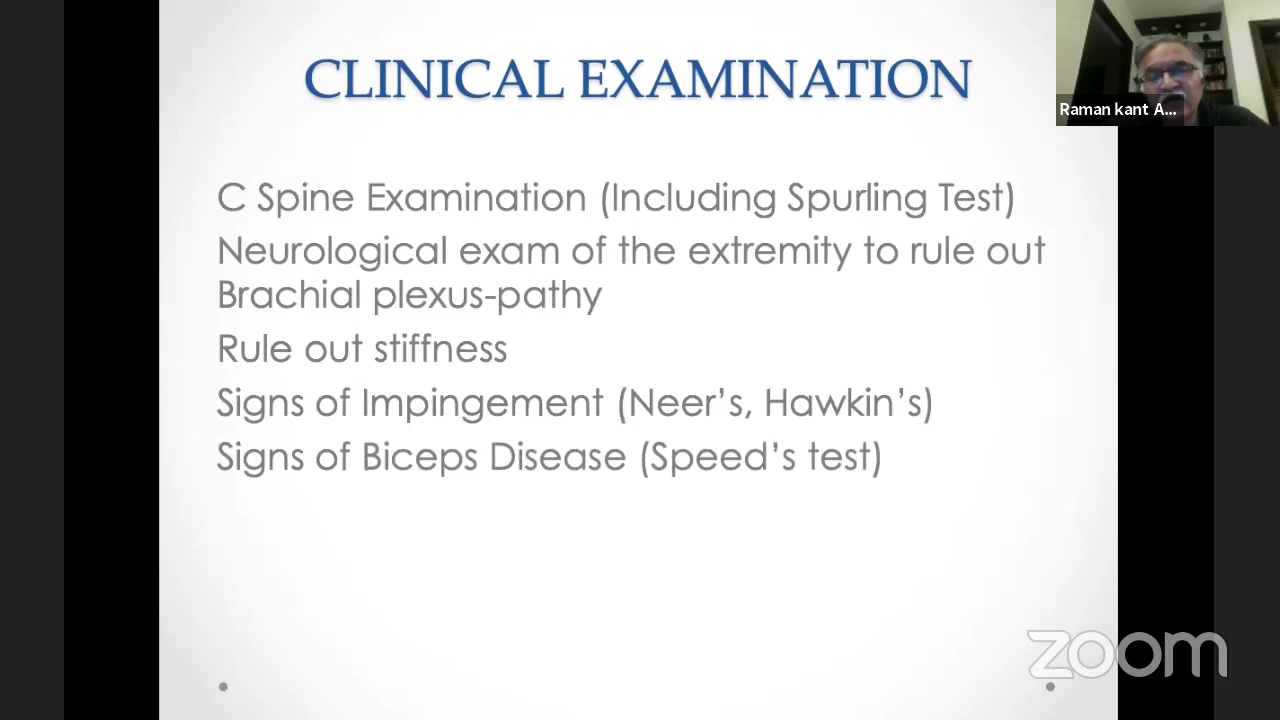 CLINICAL EXAMINATION
Raman kant A...
C Spine Examination (Including Spurling Test)
Neurological exam of the extremity to rule out
Brachial plexus-pathy
Rule out stiffness
Signs of Impingement (Neer’s, Hawkin’s)
Signs of Biceps Disease (Speed’s test)
zoom